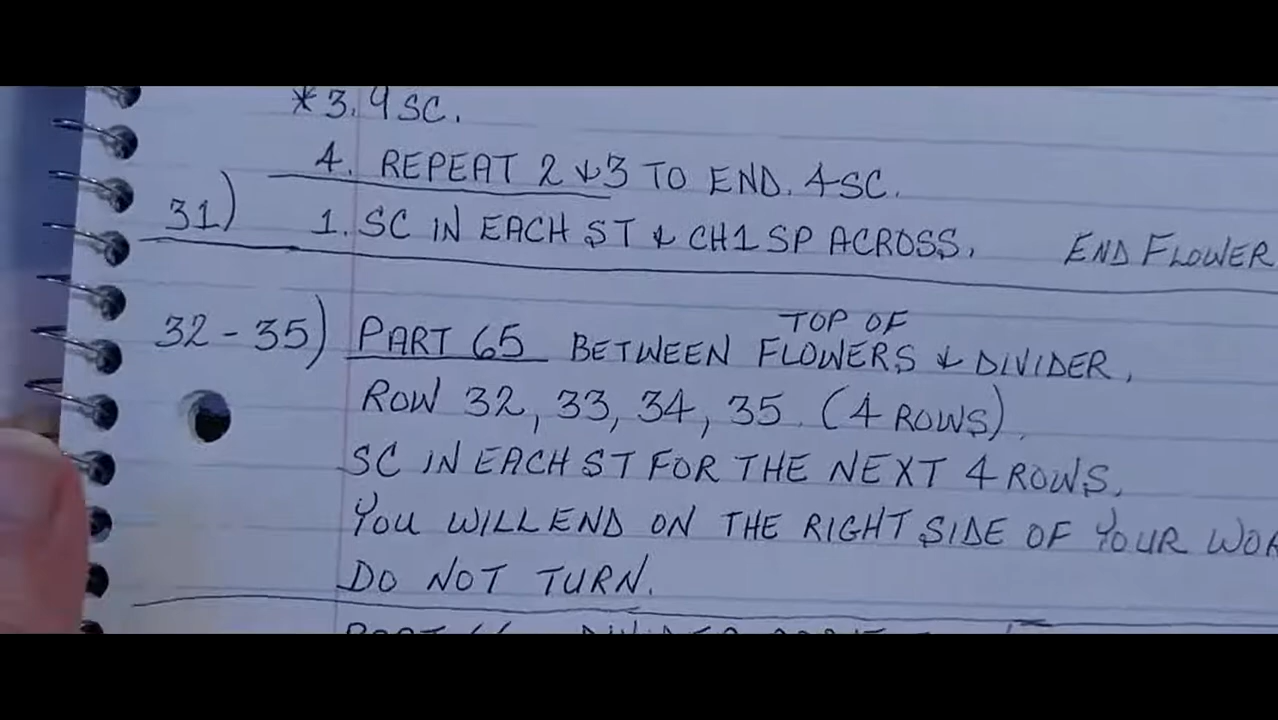 *3. 9 SC.
4. REPEAT 2 & 3 TO END. 4 SC.
31) 1. SC IN EACH ST & CH1 SP ACROSS. END FLOWER
32-35) PART 65 BETWEEN TOP OF FLOWERS & DIVIDER.
ROW 32, 33, 34, 35. (4 ROWS).
SC IN EACH ST FOR THE NEXT 4 ROWS.
YOU WILL END ON THE RIGHT SIDE OF YOUR
DO NOT TURN.